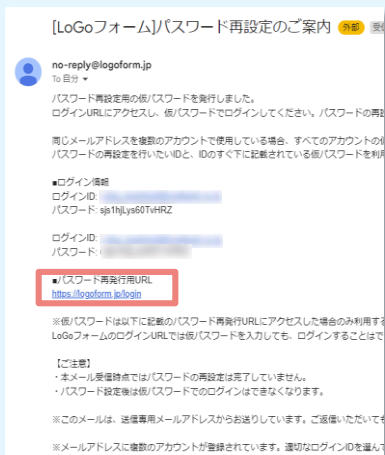 [LoGoフォーム]パスワード再設定のご案内 外部 受信
no-reply@logoform.jp
To 自分
パスワード再設定用の仮パスワードを発行しました。
ログインURLにアクセスし、仮パスワードでログインしてください。パスワードの再設
同じメールアドレスを複数のアカウントで使用している場合、すべてのアカウントの仮
パスワードの再設定を行いたいIDと、IDのすぐ下に記載されている仮パスワードを利用
■ログイン情報
ログインID:
パスワード: sjs1hjLys60TvHRZ
ログインID:
パスワード:
■パスワード再発行用URL
https://logoform.jp/login
※仮パスワードは以下に記載のパスワード再発行URLにアクセスした場合のみ利用する
LoGoフォームのログインURLでは仮パスワードを入力しても、ログインすることはで
【ご注意】
・本メール受信時点ではパスワードの再設定は完了していません。
・パスワード設定後は仮パスワードでのログインはできなくなります。
※このメールは、送信専用メールアドレスからお送りしています。ご返信いただいても
※メールアドレスに複数のアカウントが登録されています。適切なログインIDを選んで